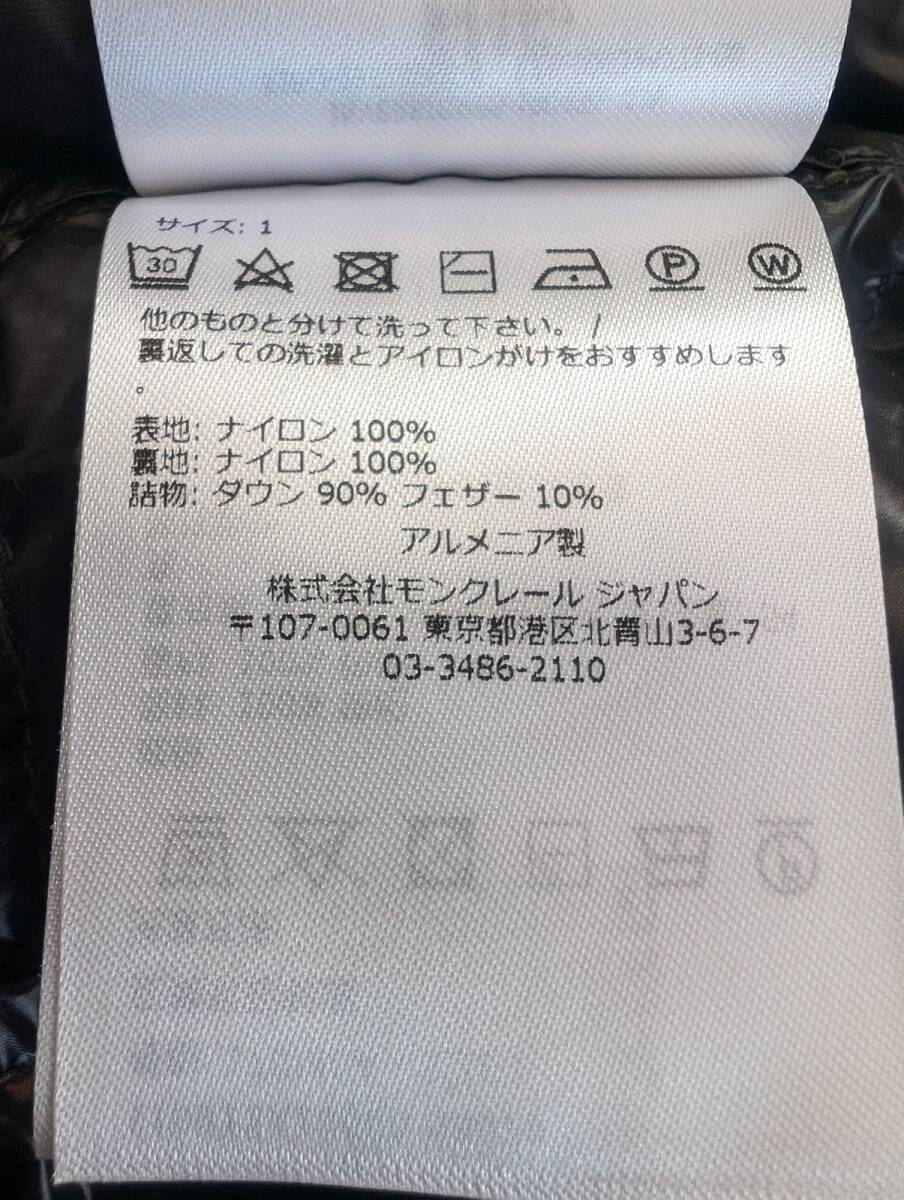 サイズ: 1
30
P
W
他のものと分けて洗って下さい。 /
裏返しての洗濯とアイロンがけをおすすめします
。
表地: ナイロン 100%
裏地: ナイロン 100%
詰物: ダウン 90% フェザー 10%
アルメニア製
株式会社モンクレール ジャパン
〒107-0061 東京都港区北青山3-6-7
03-3486-2110